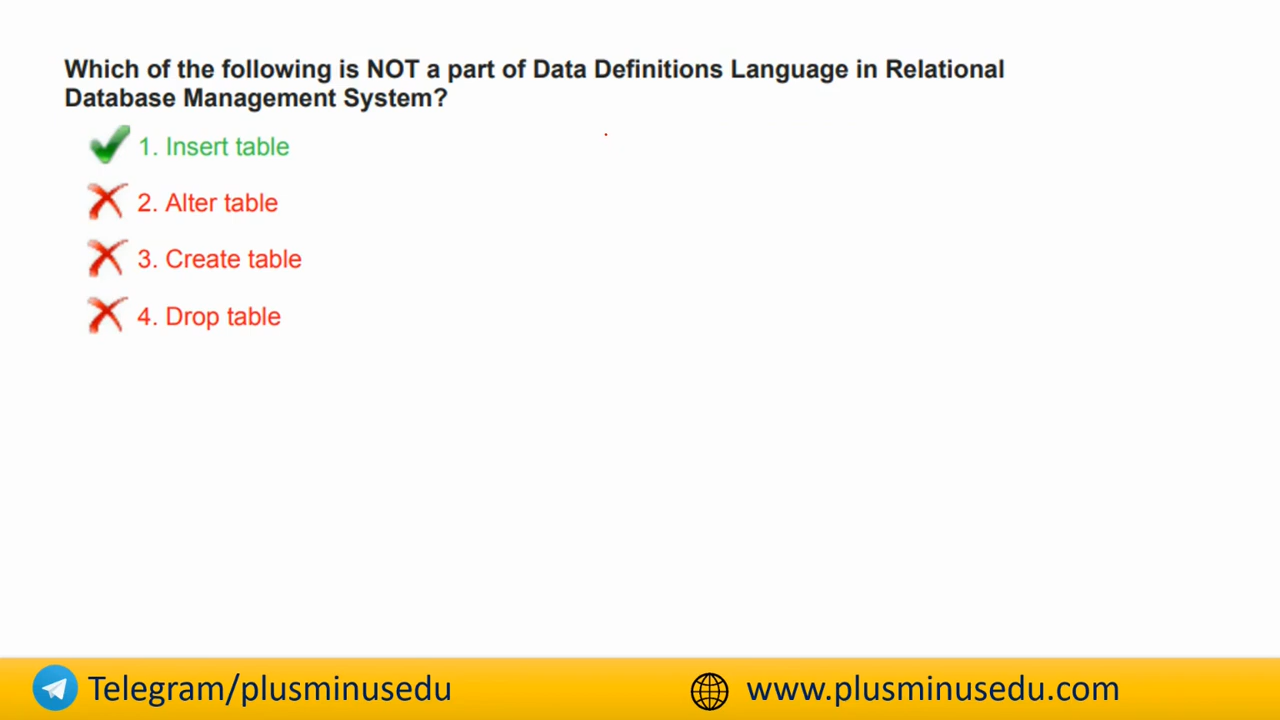 Which of the following is NOT a part of Data Definitions Language in Relational
Database Management System?
1. Insert table
2. Alter table
3. Create table
4. Drop table
Telegram/plusminusedu
www.plusminusedu.com